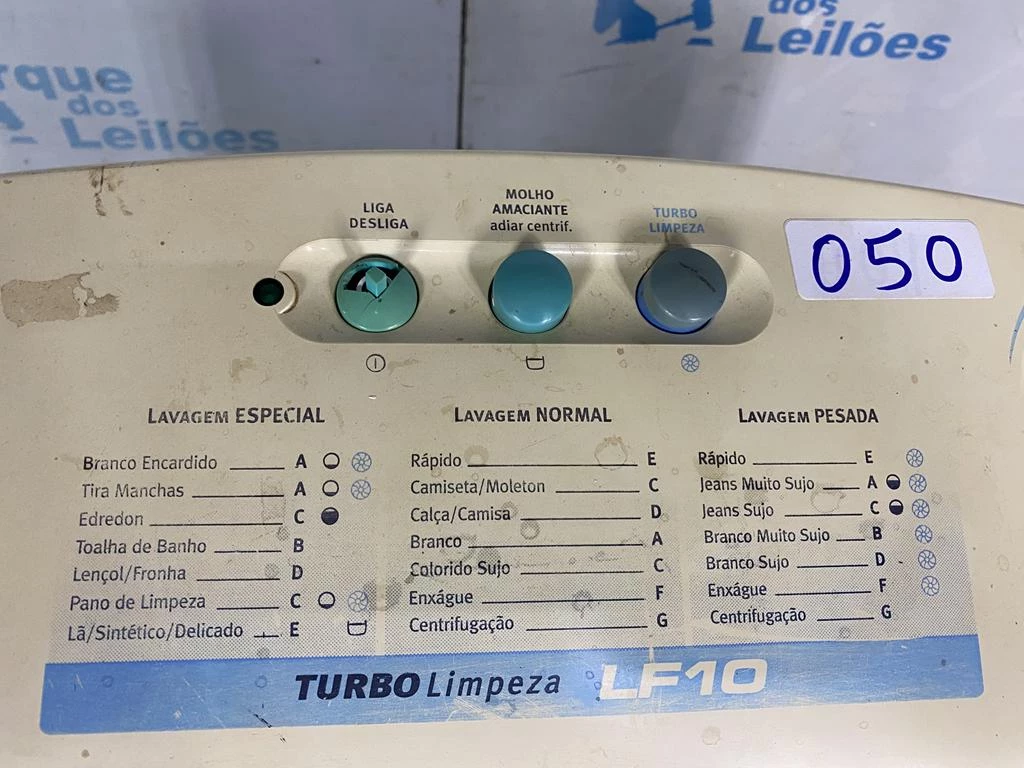 dos
Leilões
rque
dos
Leilões
LIGA
DESLIGA
MOLHO
AMACIANTE
adiar centrif.
TURBO
LIMPEZA
050
LAVAGEM ESPECIAL
Branco Encardido A
Tira Manchas A
Edredon C
Toalha de Banho B
Lençol/Fronha D
Pano de Limpeza C
Lã/Sintético/Delicado E
LAVAGEM NORMAL
Rápido E
Camiseta/Moleton C
Calça/Camisa D
Branco A
Colorido Sujo C
Enxágue F
Centrifugação G
LAVAGEM PESADA
Rápido E
Jeans Muito Sujo A
Jeans Sujo C
Branco Muito Sujo B
Branco Sujo D
Enxágue F
Centrifugação G
TURBO Limpeza LF10